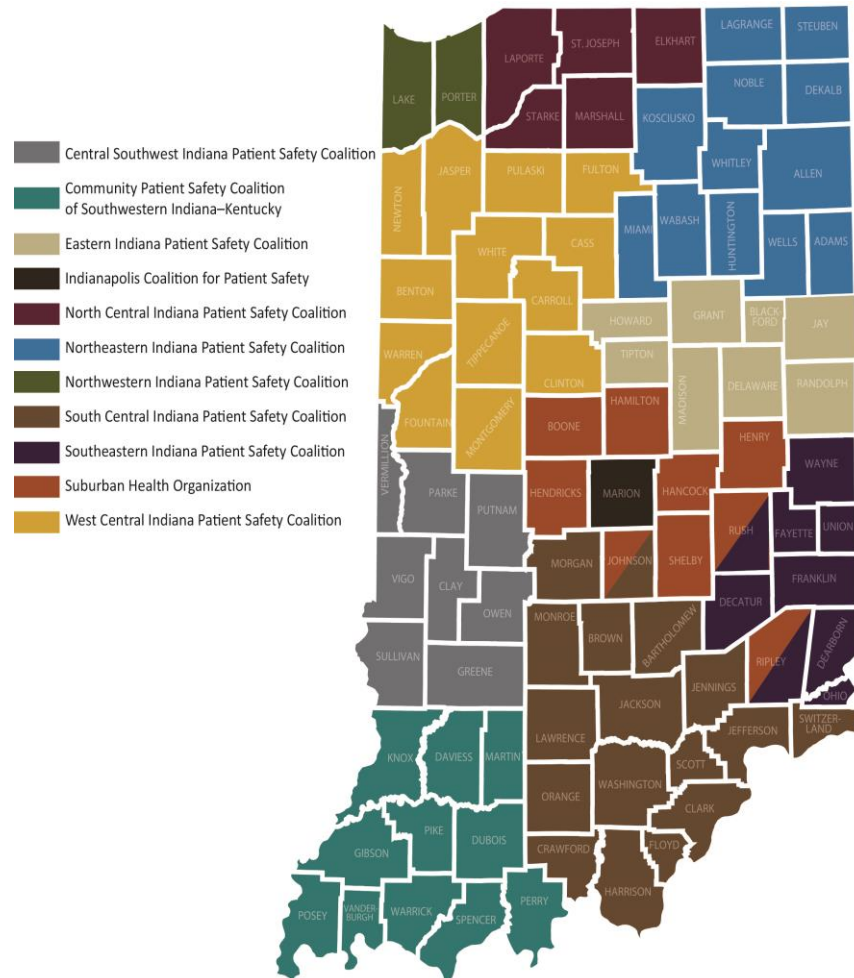 Central Southwest Indiana Patient Safety Coalition
Community Patient Safety Coalition
of Southwestern Indiana–Kentucky
Eastern Indiana Patient Safety Coalition
Indianapolis Coalition for Patient Safety
North Central Indiana Patient Safety Coalition
Northeastern Indiana Patient Safety Coalition
Northwestern Indiana Patient Safety Coalition
South Central Indiana Patient Safety Coalition
Southeastern Indiana Patient Safety Coalition
Suburban Health Organization
West Central Indiana Patient Safety Coalition
LAKE
PORTER
LAPORTE
ST. JOSEPH
ELKHART
LAGRANGE
STEUBEN
NOBLE
DEKALB
STARKE
MARSHALL
KOSCIUSKO
WHITLEY
ALLEN
NEWTON
JASPER
PULASKI
FULTON
MIAMI
WABASH
HUNTINGTON
WELLS
ADAMS
WHITE
CASS
BENTON
CARROLL
HOWARD
GRANT
BLACK-
FORD
JAY
WARREN
TIPPECANOE
CLINTON
TIPTON
MADISON
DELAWARE
RANDOLPH
FOUNTAIN
MONTGOMERY
BOONE
HAMILTON
HENRY
WAYNE
VERMILLION
PARKE
PUTNAM
HENDRICKS
MARION
HANCOCK
RUSH
FAYETTE
UNION
VIGO
CLAY
OWEN
MORGAN
JOHNSON
SHELBY
DECATUR
FRANKLIN
SULLIVAN
GREENE
MONROE
BROWN
BARTHOLOMEW
RIPLEY
DEARBORN
OHIO
JENNINGS
JACKSON
JEFFERSON
SWITZER-
LAND
KNOX
DAVIESS
MARTIN
LAWRENCE
SCOTT
WASHINGTON
ORANGE
CLARK
GIBSON
PIKE
DUBOIS
CRAWFORD
FLOYD
HARRISON
POSEY
VANDER-
BURGH
WARRICK
SPENCER
PERRY